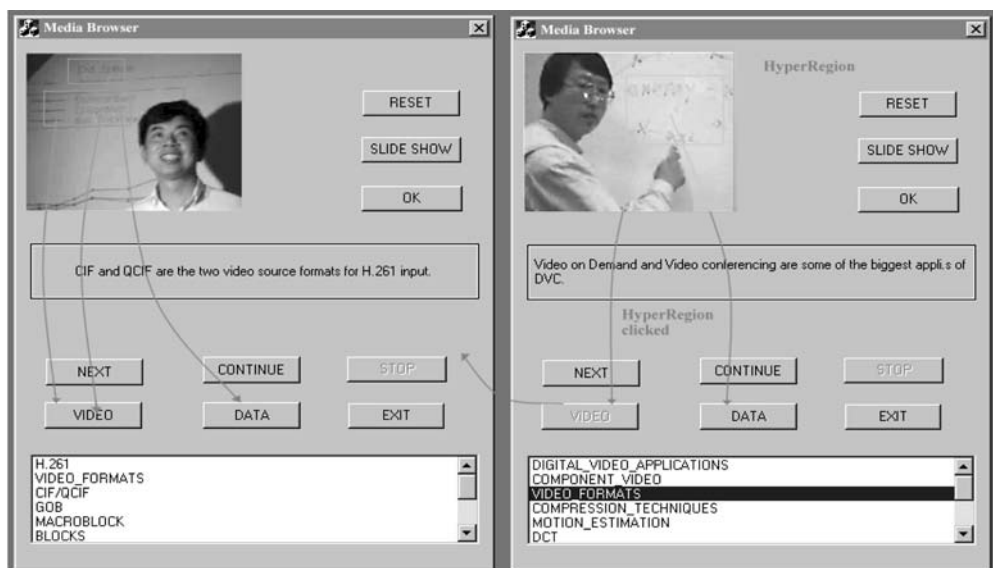 Media Browser
RESET
SLIDE SHOW
OK
CIF and QCIF are the two video source formats for H.261 input.
NEXT
CONTINUE
STOP
VIDEO
DATA
EXIT
H.261
VIDEO_FORMATS
CIF/QCIF
GOB
MACROBLOCK
BLOCKS
Media Browser
HyperRegion
RESET
SLIDE SHOW
OK
Video on Demand and Video conferencing are some of the biggest appli.s of
DVC.
HyperRegion
clicked
NEXT
CONTINUE
STOP
VIDEO
DATA
EXIT
DIGITAL_VIDEO_APPLICATIONS
COMPONENT_VIDEO
VIDEO_FORMATS
COMPRESSION_TECHNIQUES
MOTION_ESTIMATION
DCT